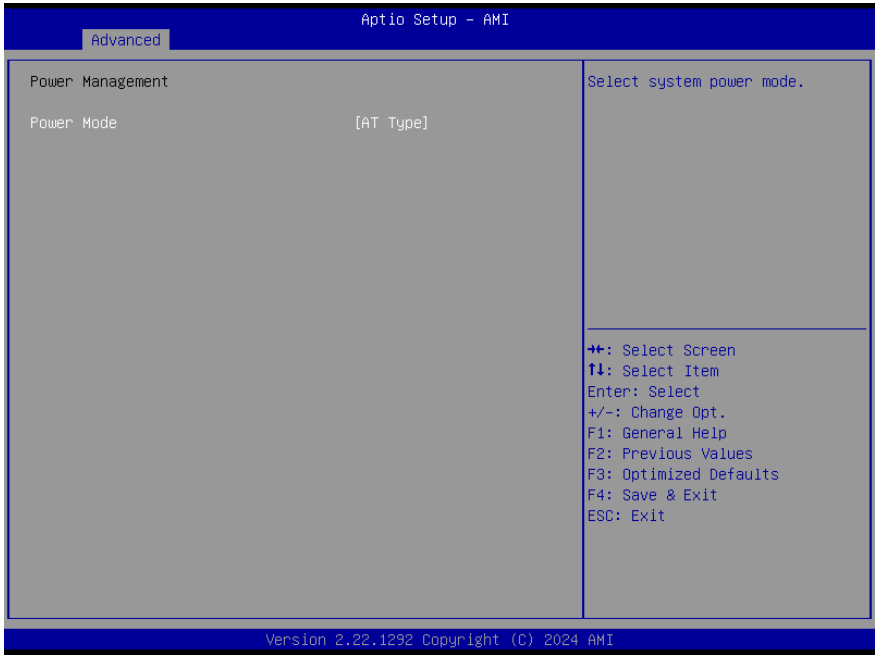 Aptio Setup – AMI
Advanced
Power Management
Power Mode [AT Type]
Select system power mode.
→←: Select Screen
↑↓: Select Item
Enter: Select
+/-: Change Opt.
F1: General Help
F2: Previous Values
F3: Optimized Defaults
F4: Save & Exit
ESC: Exit
Version 2.22.1292 Copyright (C) 2024 AMI